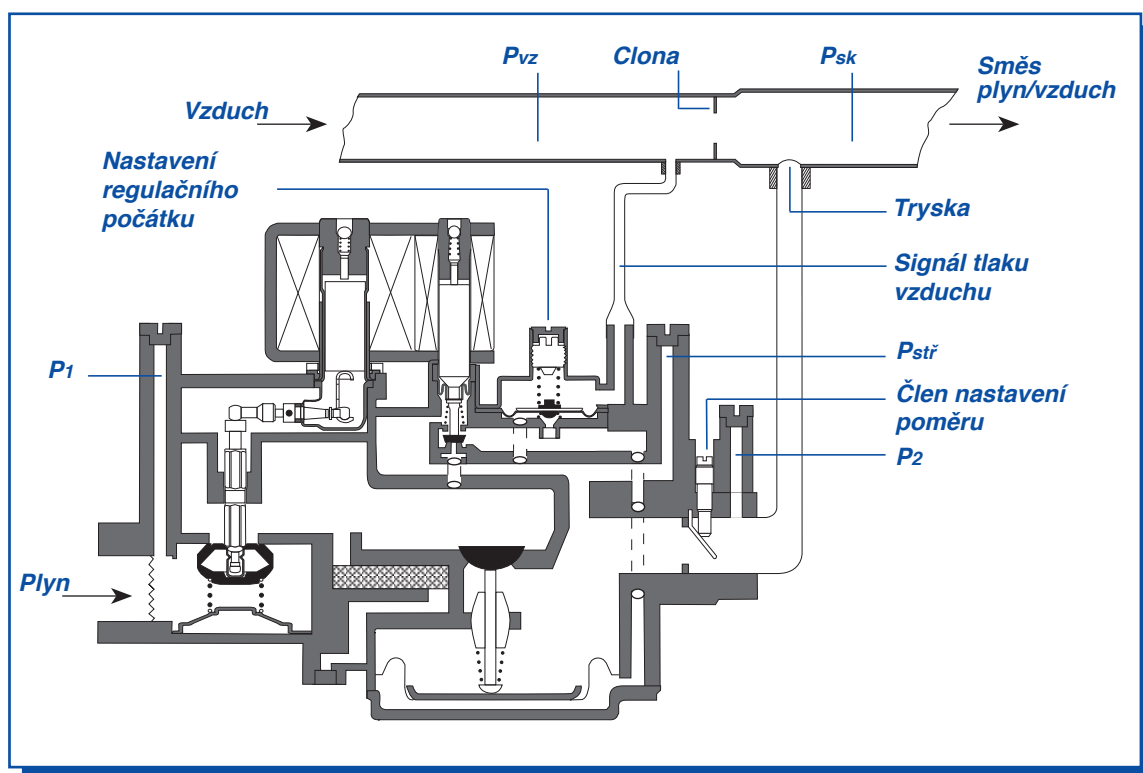 Pvz
Clona
Psk
Směs
plyn/vzduch
Vzduch
Nastavení
regulačního
počátku
Tryska
Signál tlaku
vzduchu
P1
Pstř
Člen nastavení
poměru
P2
Plyn